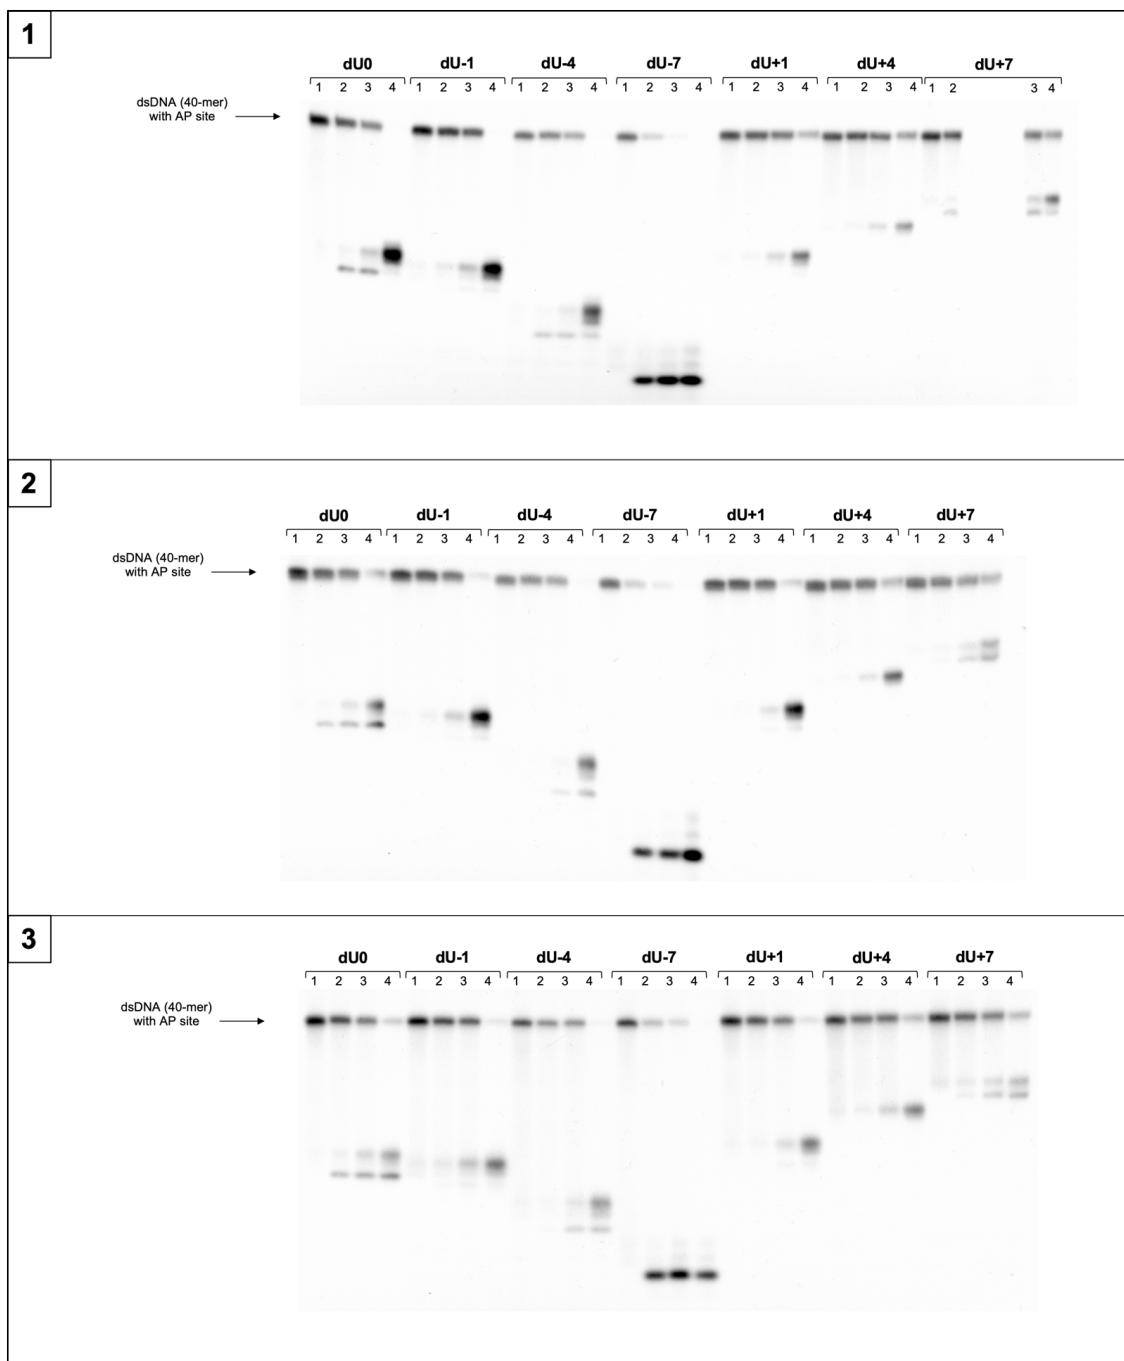 1
dU0 dU-1 dU-4 dU-7 dU+1 dU+4 dU+7
1 2 3 4 1 2 3 4 1 2 3 4 1 2 3 4 1 2 3 4 1 2 3 4 1 2 3 4
dsDNA (40-mer)
with AP site
2
dU0 dU-1 dU-4 dU-7 dU+1 dU+4 dU+7
1 2 3 4 1 2 3 4 1 2 3 4 1 2 3 4 1 2 3 4 1 2 3 4 1 2 3 4
dsDNA (40-mer)
with AP site
3
dU0 dU-1 dU-4 dU-7 dU+1 dU+4 dU+7
1 2 3 4 1 2 3 4 1 2 3 4 1 2 3 4 1 2 3 4 1 2 3 4 1 2 3 4
dsDNA (40-mer)
with AP site